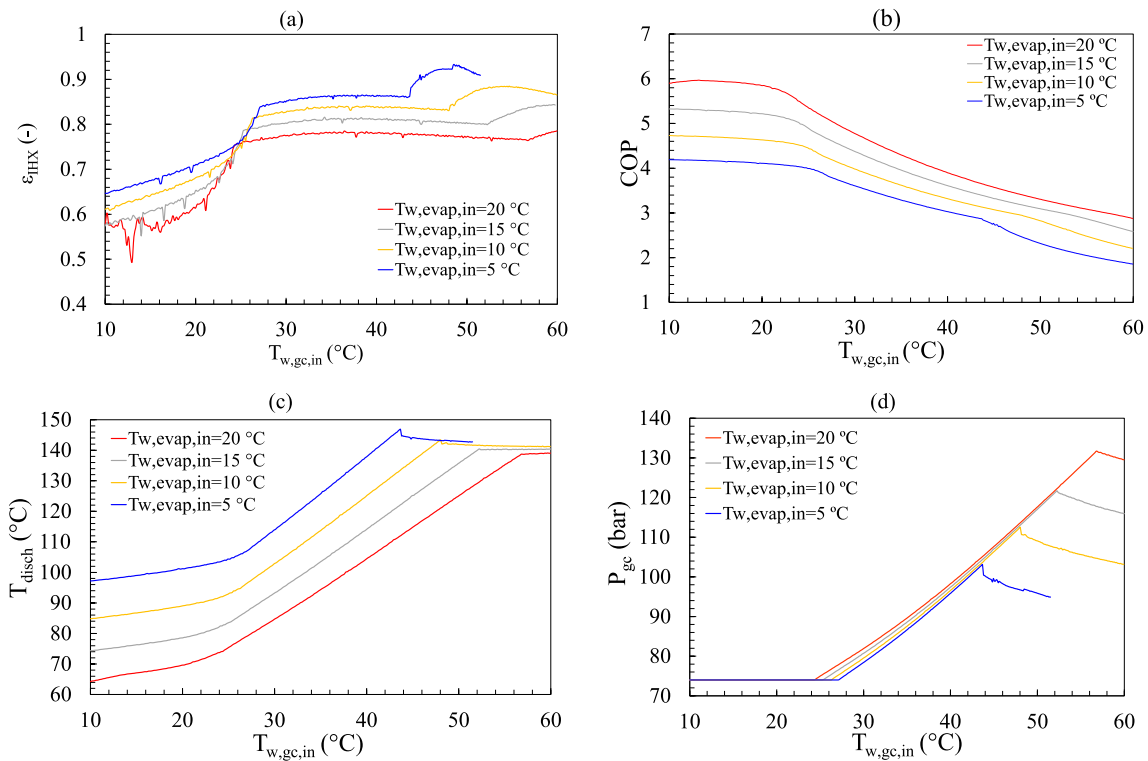 (a)
1
0.9
0.8
0.7
0.6
0.5
0.4
ε_IHX (-)
Tw,evap,in=20 °C
Tw,evap,in=15 °C
Tw,evap,in=10 °C
Tw,evap,in=5 °C
10 20 30 40 50 60
T_w,gc,in (°C)
(b)
7
6
5
4
3
2
1
COP
Tw,evap,in=20 ºC
Tw,evap,in=15 ºC
Tw,evap,in=10 ºC
Tw,evap,in=5 ºC
10 20 30 40 50 60
T_w,gc,in (°C)
(c)
150
140
130
120
110
100
90
80
70
60
T_disch (°C)
Tw,evap,in=20 °C
Tw,evap,in=15 °C
Tw,evap,in=10 °C
Tw,evap,in=5 °C
10 20 30 40 50 60
T_w,gc,in (°C)
(d)
140
130
120
110
100
90
80
70
P_gc (bar)
Tw,evap,in=20 ºC
Tw,evap,in=15 ºC
Tw,evap,in=10 ºC
Tw,evap,in=5 ºC
10 20 30 40 50 60
T_w,gc,in (°C)